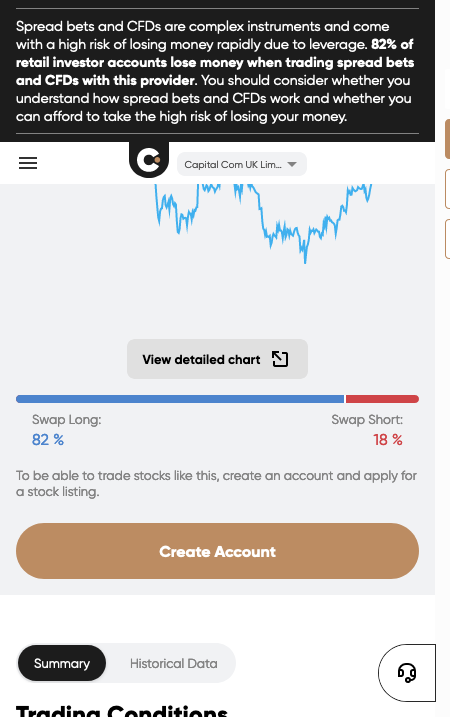 Spread bets and CFDs are complex instruments and come
with a high risk of losing money rapidly due to leverage. 82% of
retail investor accounts lose money when trading spread bets
and CFDs with this provider. You should consider whether you
understand how spread bets and CFDs work and whether you
can afford to take the high risk of losing your money.
Capital Com UK Lim...
View detailed chart
Swap Long: Swap Short:
82 % 18 %
To be able to trade stocks like this, create an account and apply for
a stock listing.
Create Account
Summary Historical Data
Trading Conditions